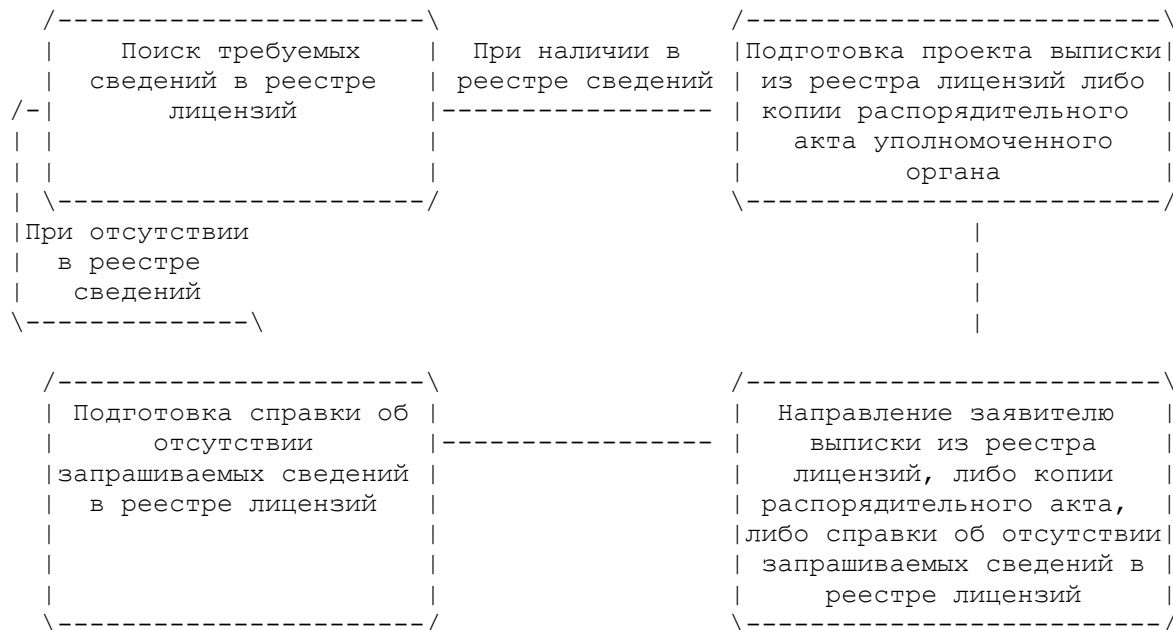 Поиск требуемых
сведений в реестре
лицензий
При наличии в
реестре сведений
Подготовка проекта выписки
из реестра лицензий либо
копии распорядительного
акта уполномоченного
органа
При отсутствии
в реестре
сведений
Подготовка справки об
отсутствии
запрашиваемых сведений
в реестре лицензий
Направление заявителю
выписки из реестра
лицензий, либо копии
распорядительного акта,
либо справки об отсутствии
запрашиваемых сведений в
реестре лицензий